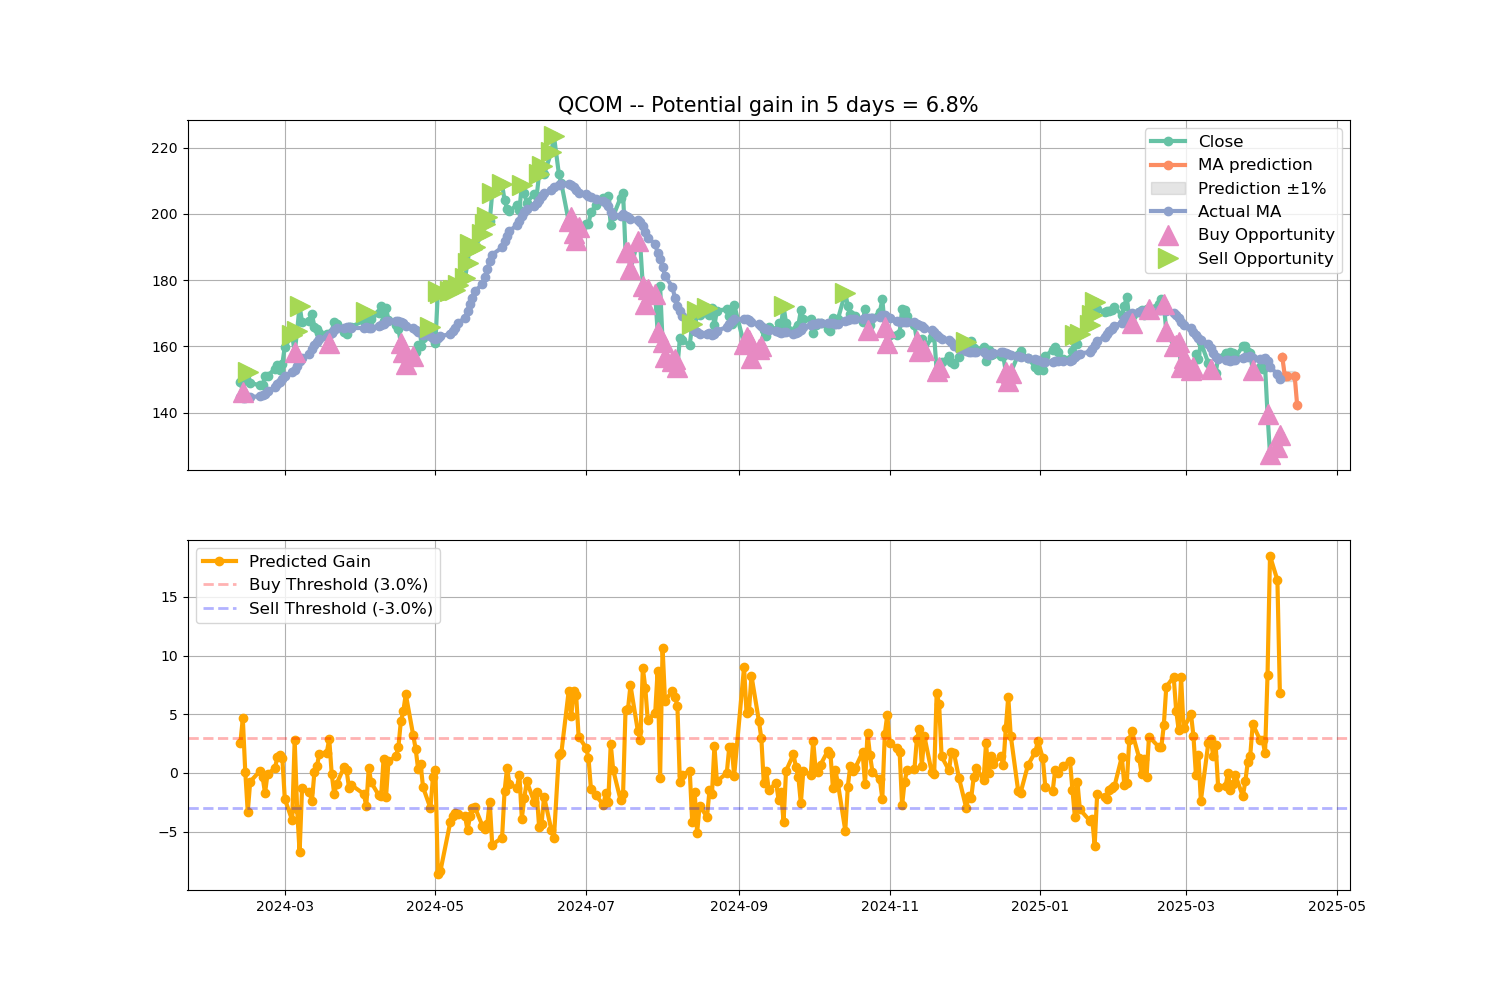 QCOM -- Potential gain in 5 days = 6.8%
220
200
180
160
140
Close
MA prediction
Prediction ±1%
Actual MA
Buy Opportunity
Sell Opportunity
Predicted Gain
Buy Threshold (3.0%)
Sell Threshold (-3.0%)
15
10
5
0
−5
2024-03
2024-05
2024-07
2024-09
2024-11
2025-01
2025-03
2025-05